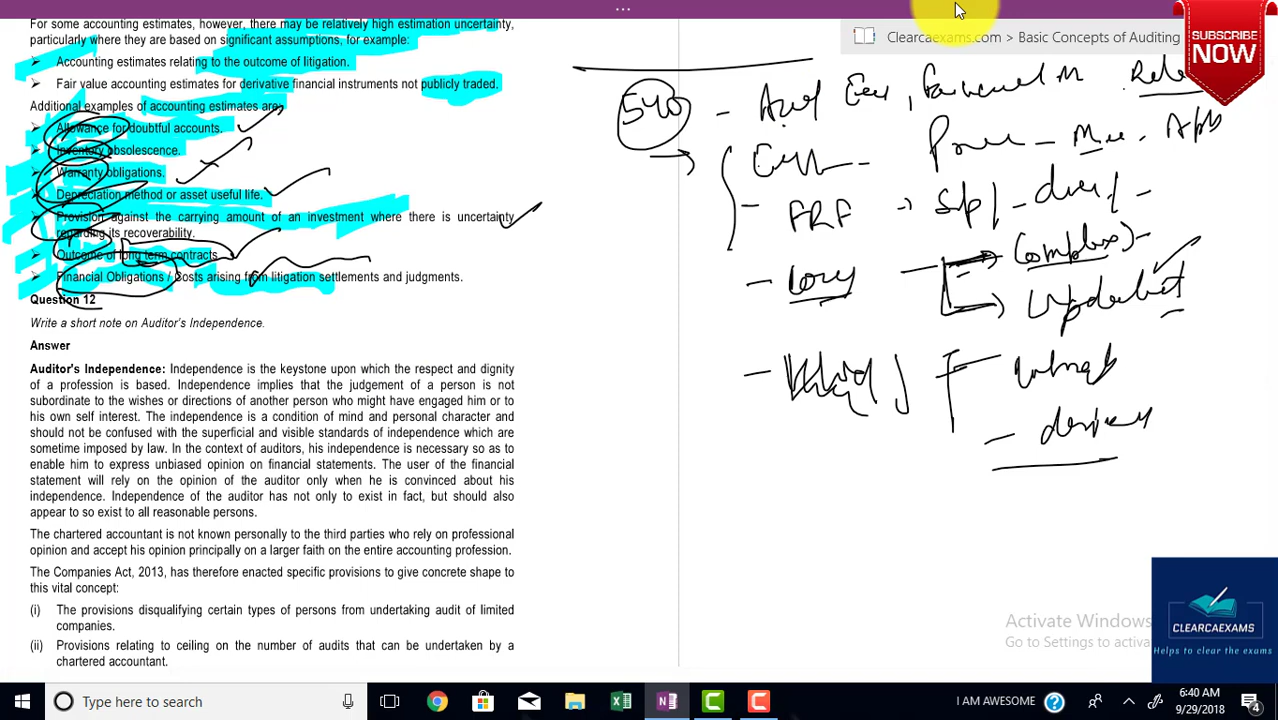 For some accounting estimates, however, there may be relatively high estimation uncertainty,
particularly where they are based on significant assumptions, for example:
➢ Accounting estimates relating to the outcome of litigation.
➢ Fair value accounting estimates for derivative financial instruments not publicly traded.
Additional examples of accounting estimates are:
➢ Allowance for doubtful accounts.
➢ Inventory obsolescence.
➢ Warranty obligations.
➢ Depreciation method or asset useful life.
➢ Provision against the carrying amount of an investment where there is uncertainty
regarding its recoverability.
➢ Outcome of long term contracts.
➢ Financial Obligations / Costs arising from litigation settlements and judgments.
Question 12
Write a short note on Auditor's Independence.
Answer
Auditor's Independence: Independence is the keystone upon which the respect and dignity
of a profession is based. Independence implies that the judgement of a person is not
subordinate to the wishes or directions of another person who might have engaged him or to
his own self interest. The independence is a condition of mind and personal character and
should not be confused with the superficial and visible standards of independence which are
sometime imposed by law. In the context of auditors, his independence is necessary so as to
enable him to express unbiased opinion on financial statements. The user of the financial
statement will rely on the opinion of the auditor only when he is convinced about his
independence. Independence of the auditor has not only to exist in fact, but should also
appear to so exist to all reasonable persons.
The chartered accountant is not known personally to the third parties who rely on professional
opinion and accept his opinion principally on a larger faith on the entire accounting profession.
The Companies Act, 2013, has therefore enacted specific provisions to give concrete shape to
this vital concept:
(i) The provisions disqualifying certain types of persons from undertaking audit of limited
companies.
(ii) Provisions relating to ceiling on the number of audits that can be undertaken by a
chartered accountant.
Clearcaexams.com > Basic Concepts of Auditing
SUBSCRIBE
NOW
540
FRF
Activate Windows
Go to Settings to activa
CLEARCAEXAMS
Helps to clear the exams
Type here to search
I AM AWESOME
6:40 AM
9/29/2018
4